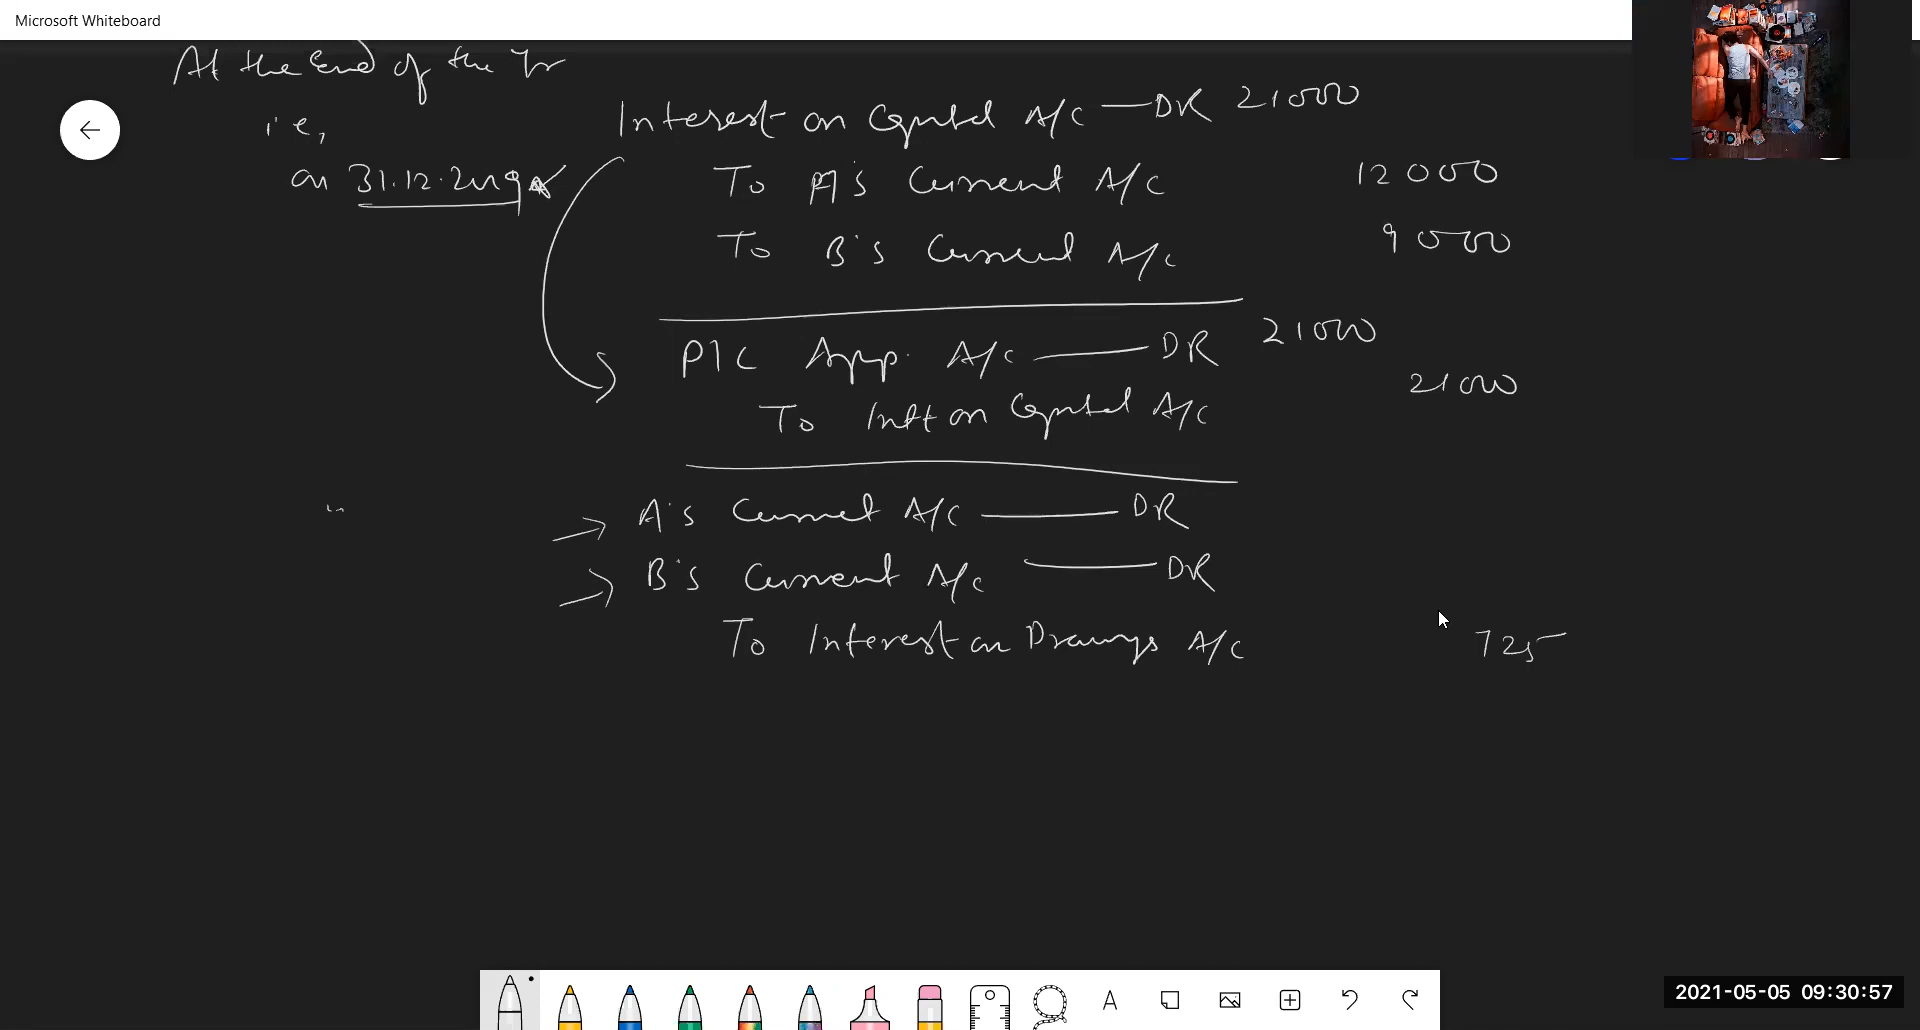 Microsoft Whiteboard
At the End of the Yr
i.e,
on 31.12.2019
Interest on Capital A/c — DR 21000
To A's Current A/c 12000
To B's Current A/c 9000
P/L App. A/c — DR 21000
To Intt on Capital A/c 21000
→ A's Current A/c — DR
→ B's Current A/c — DR
To Interest on Drawings A/c 725
2021-05-05 09:30:57